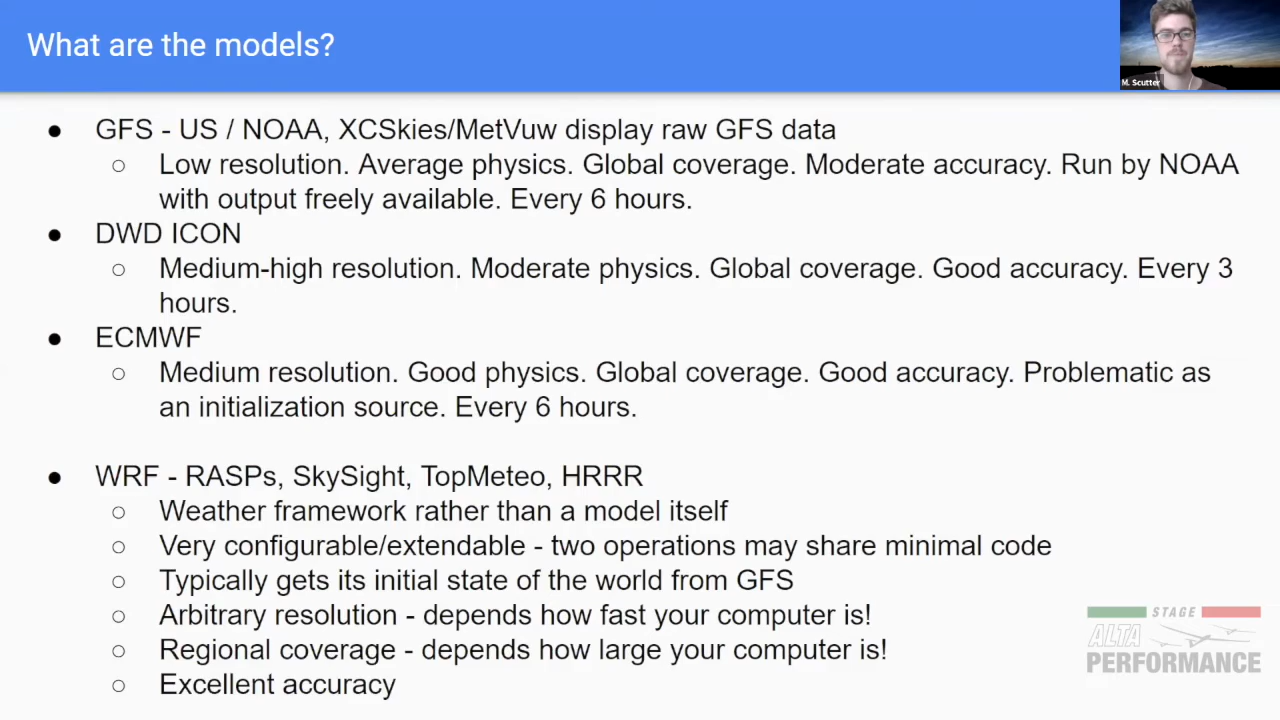 What are the models?
M. Scutter
● GFS - US / NOAA, XCSkies/MetVuw display raw GFS data
○ Low resolution. Average physics. Global coverage. Moderate accuracy. Run by NOAA
with output freely available. Every 6 hours.
● DWD ICON
○ Medium-high resolution. Moderate physics. Global coverage. Good accuracy. Every 3
hours.
● ECMWF
○ Medium resolution. Good physics. Global coverage. Good accuracy. Problematic as
an initialization source. Every 6 hours.
● WRF - RASPs, SkySight, TopMeteo, HRRR
○ Weather framework rather than a model itself
○ Very configurable/extendable - two operations may share minimal code
○ Typically gets its initial state of the world from GFS
○ Arbitrary resolution - depends how fast your computer is!
○ Regional coverage - depends how large your computer is!
○ Excellent accuracy
STAGE
ALTA
PERFORMANCE